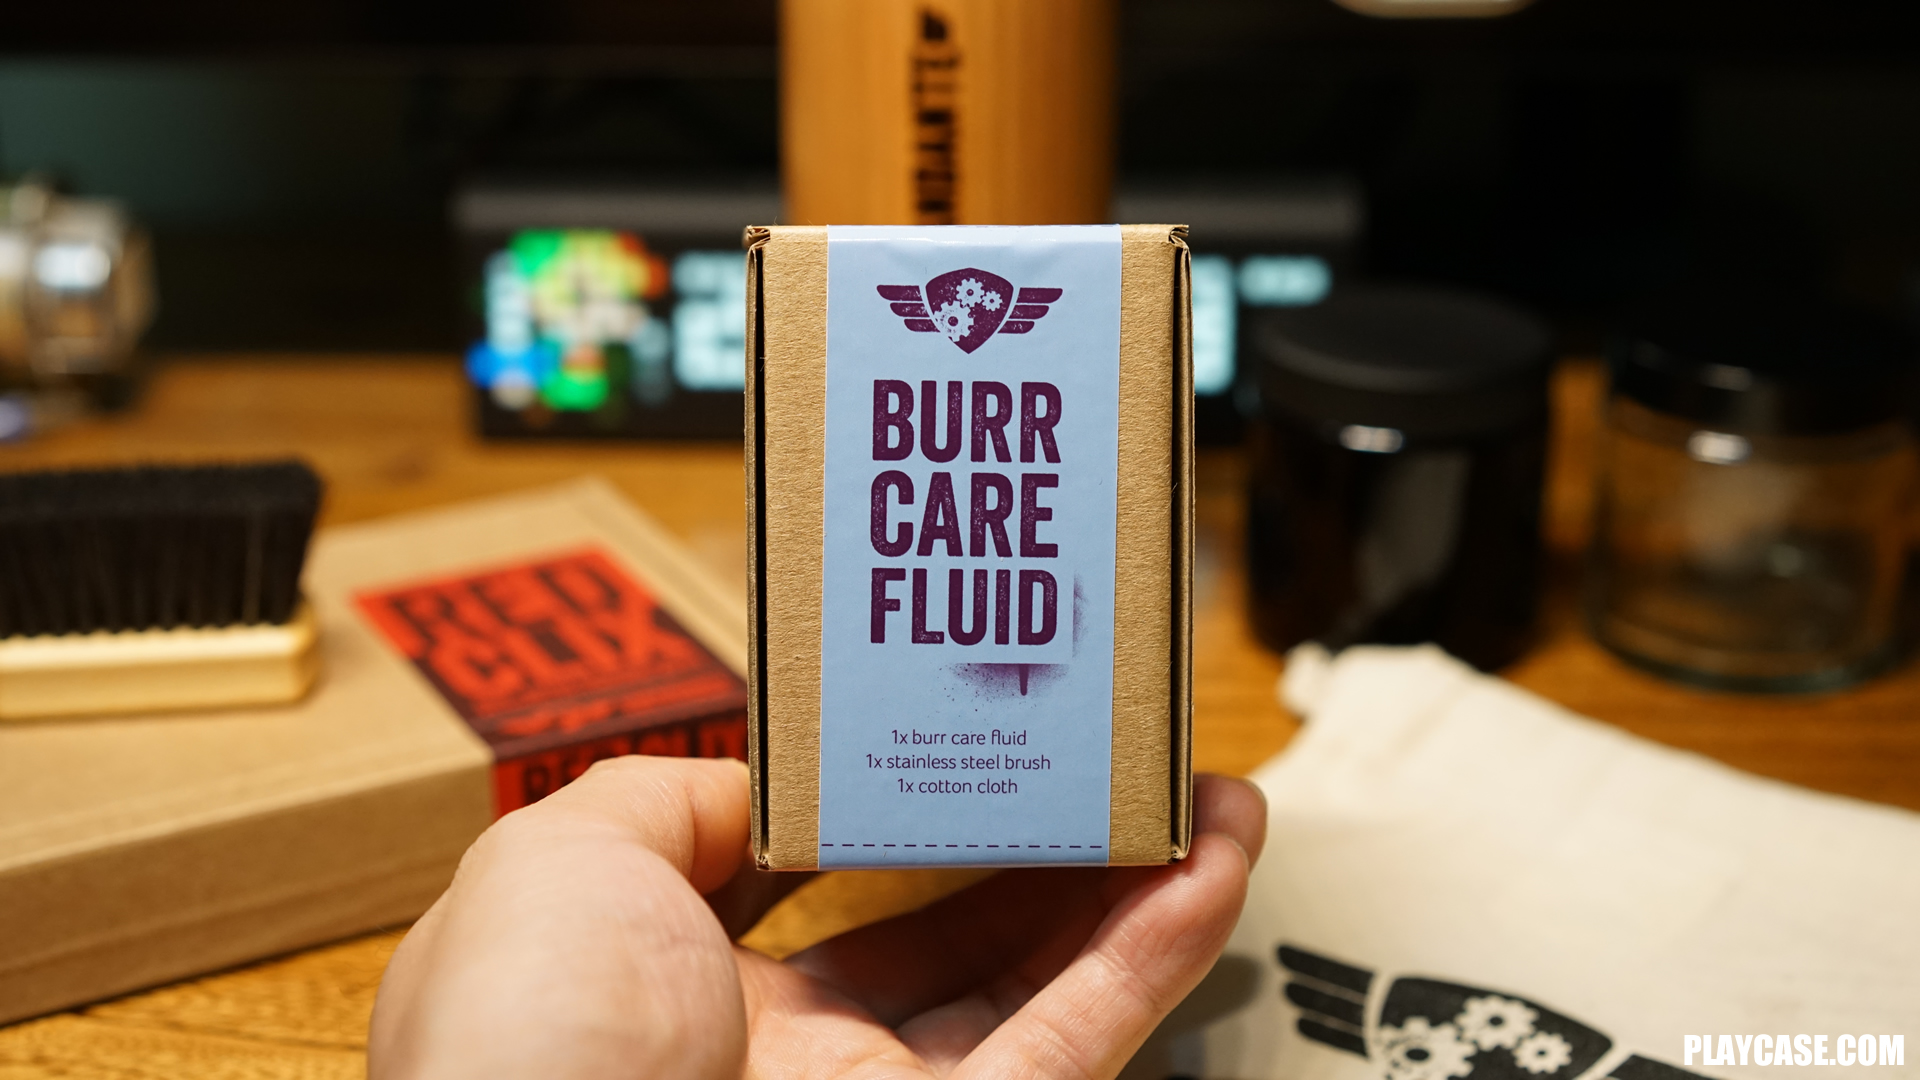 BURR
CARE
FLUID
1x burr care fluid
1x stainless steel brush
1x cotton cloth
RED
CLIX
PLAYCASE.COM